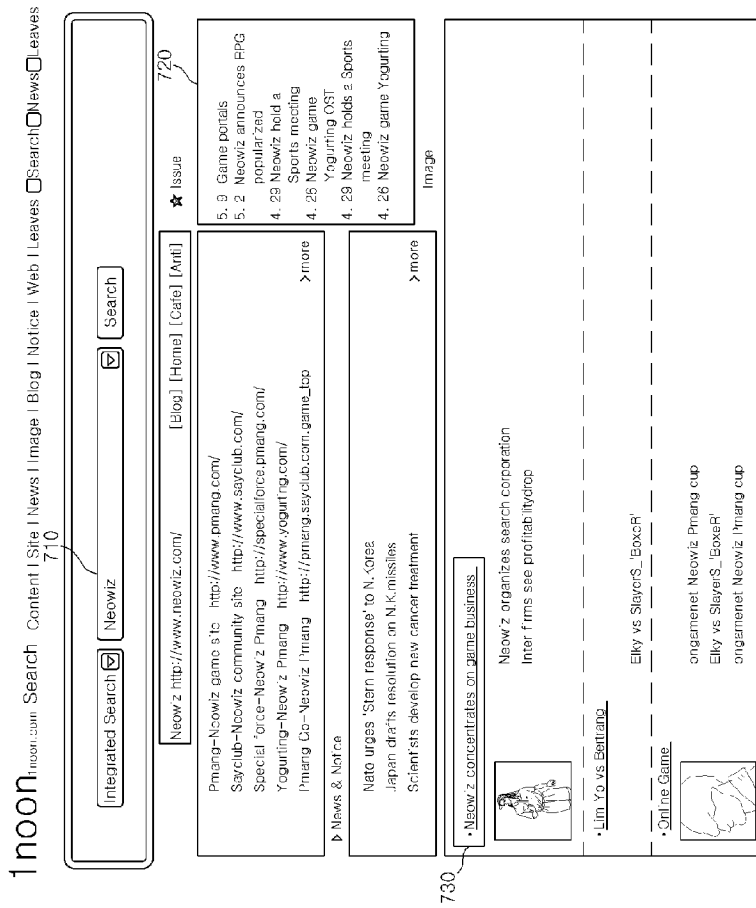 1noon 1noon.com Search Content | Site | News | Image | Blog | Notice | Web | Leaves Search News Leaves
710
Integrated Search Neowiz Search
Neowiz http://www.neowiz.com/ [Blog] [Home] [Cafe] [Anti]
Pmang-Neowiz game site http://www.pmang.com/
Sayclub-Neowiz community site http://www.sayclub.com/
Special force-Neowiz Pmang http://specialforce.pmang.com/
Yogurting-Neowiz Pmang http://www.yogurting.com/
Pmang Co-Neowiz Pmang http://pmang.sayclub.com.game_top
>more
☆ Issue
720
5. 9 Game portals
5. 2 Neowiz announces RPG
popularized
4. 29 Neowiz hold a
Sports meeting
4. 26 Neowiz game
Yogurting OST
4. 29 Neowiz holds a Sports
meeting
4. 26 Neowiz game Yogurting
▷ News & Notice
Nato urges 'Stern response' to N.Korea
Japan drafts resolution on N.K.missiles
Scientists develop new cancer treatment
>more
Image
730
•Neowiz concentrates on game business
Neowiz organizes search corporation
Inter firms see profitabilitydrop
•Lim Yo vs Bertrang
Elky vs SlayerS_'BoxeR'
•Online Game
ongamenet Neowiz Pmang cup
Elky vs SlayerS_'BoxeR'
ongamenet Neowiz Pmang cup